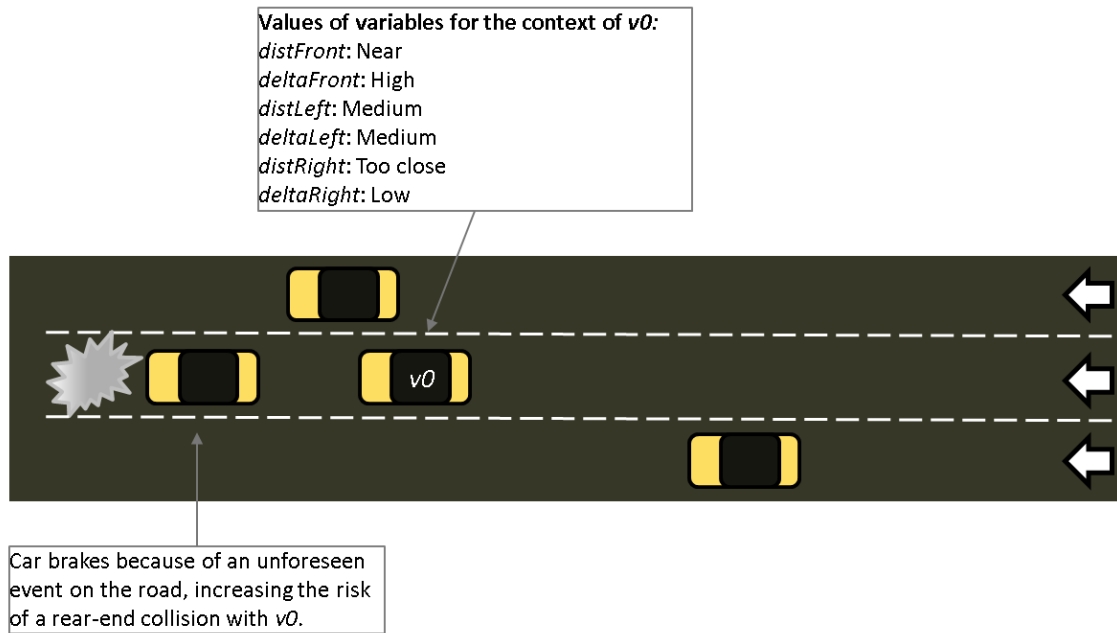 Values of variables for the context of v0:
distFront: Near
deltaFront: High
distLeft: Medium
deltaLeft: Medium
distRight: Too close
deltaRight: Low
v0
Car brakes because of an unforeseen
event on the road, increasing the risk
of a rear-end collision with v0.